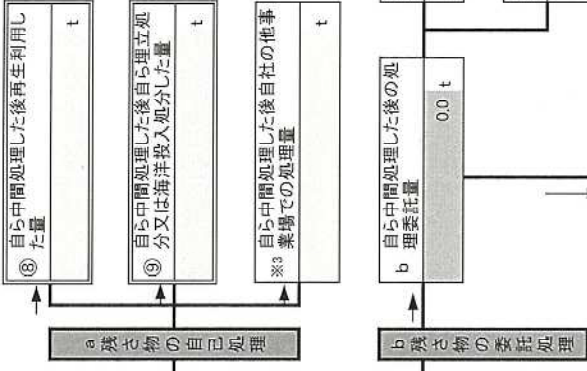 ⑧ 自ら中間処理した後再生利用し
た量
t
⑨ 自ら中間処理した後自ら埋立処
分又は海洋投入処分した量
t
※3 自ら中間処理した後自社の他事
業場での処理量
t
a残さ物の自己処理
b 自ら中間処理した後の処
理委託量
0.0 t
b残さ物の委託処理